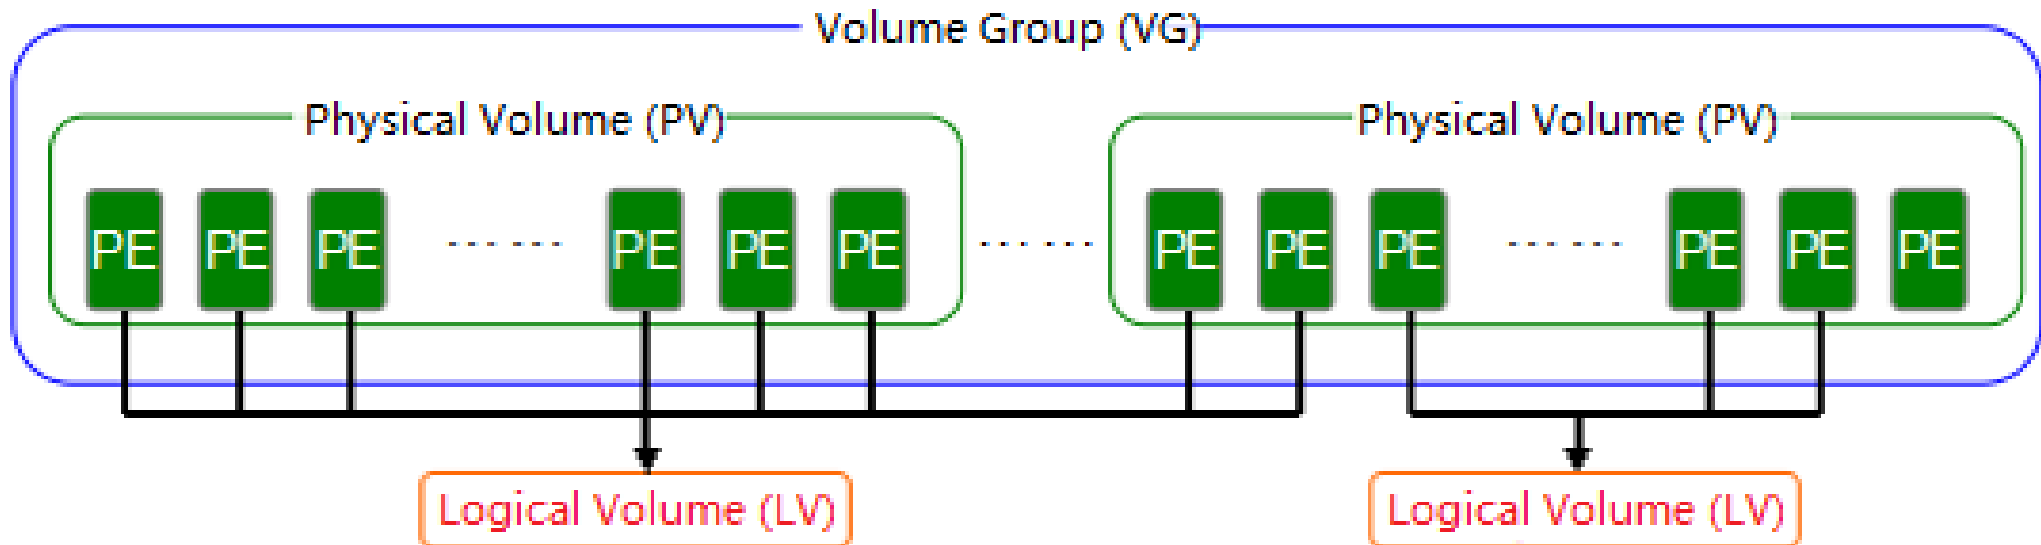 Volume Group (VG)
Physical Volume (PV) Physical Volume (PV)
PE PE PE ...... PE PE PE ...... PE PE PE ...... PE PE PE
Logical Volume (LV) Logical Volume (LV)